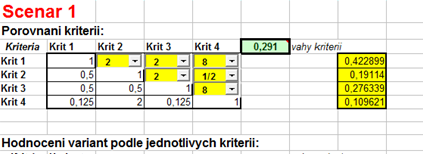 Scenar 1
Porovnani kriterii:
Kriteria Krit 1 Krit 2 Krit 3 Krit 4 0,291 vahy kriterii
Krit 1 1 2 2 8 0,422899
Krit 2 0,5 1 2 1/2 0,19114
Krit 3 0,5 0,5 1 8 0,276339
Krit 4 0,125 2 0,125 1 0,109621
Hodnoceni variant podle jednotlivych kriterii: